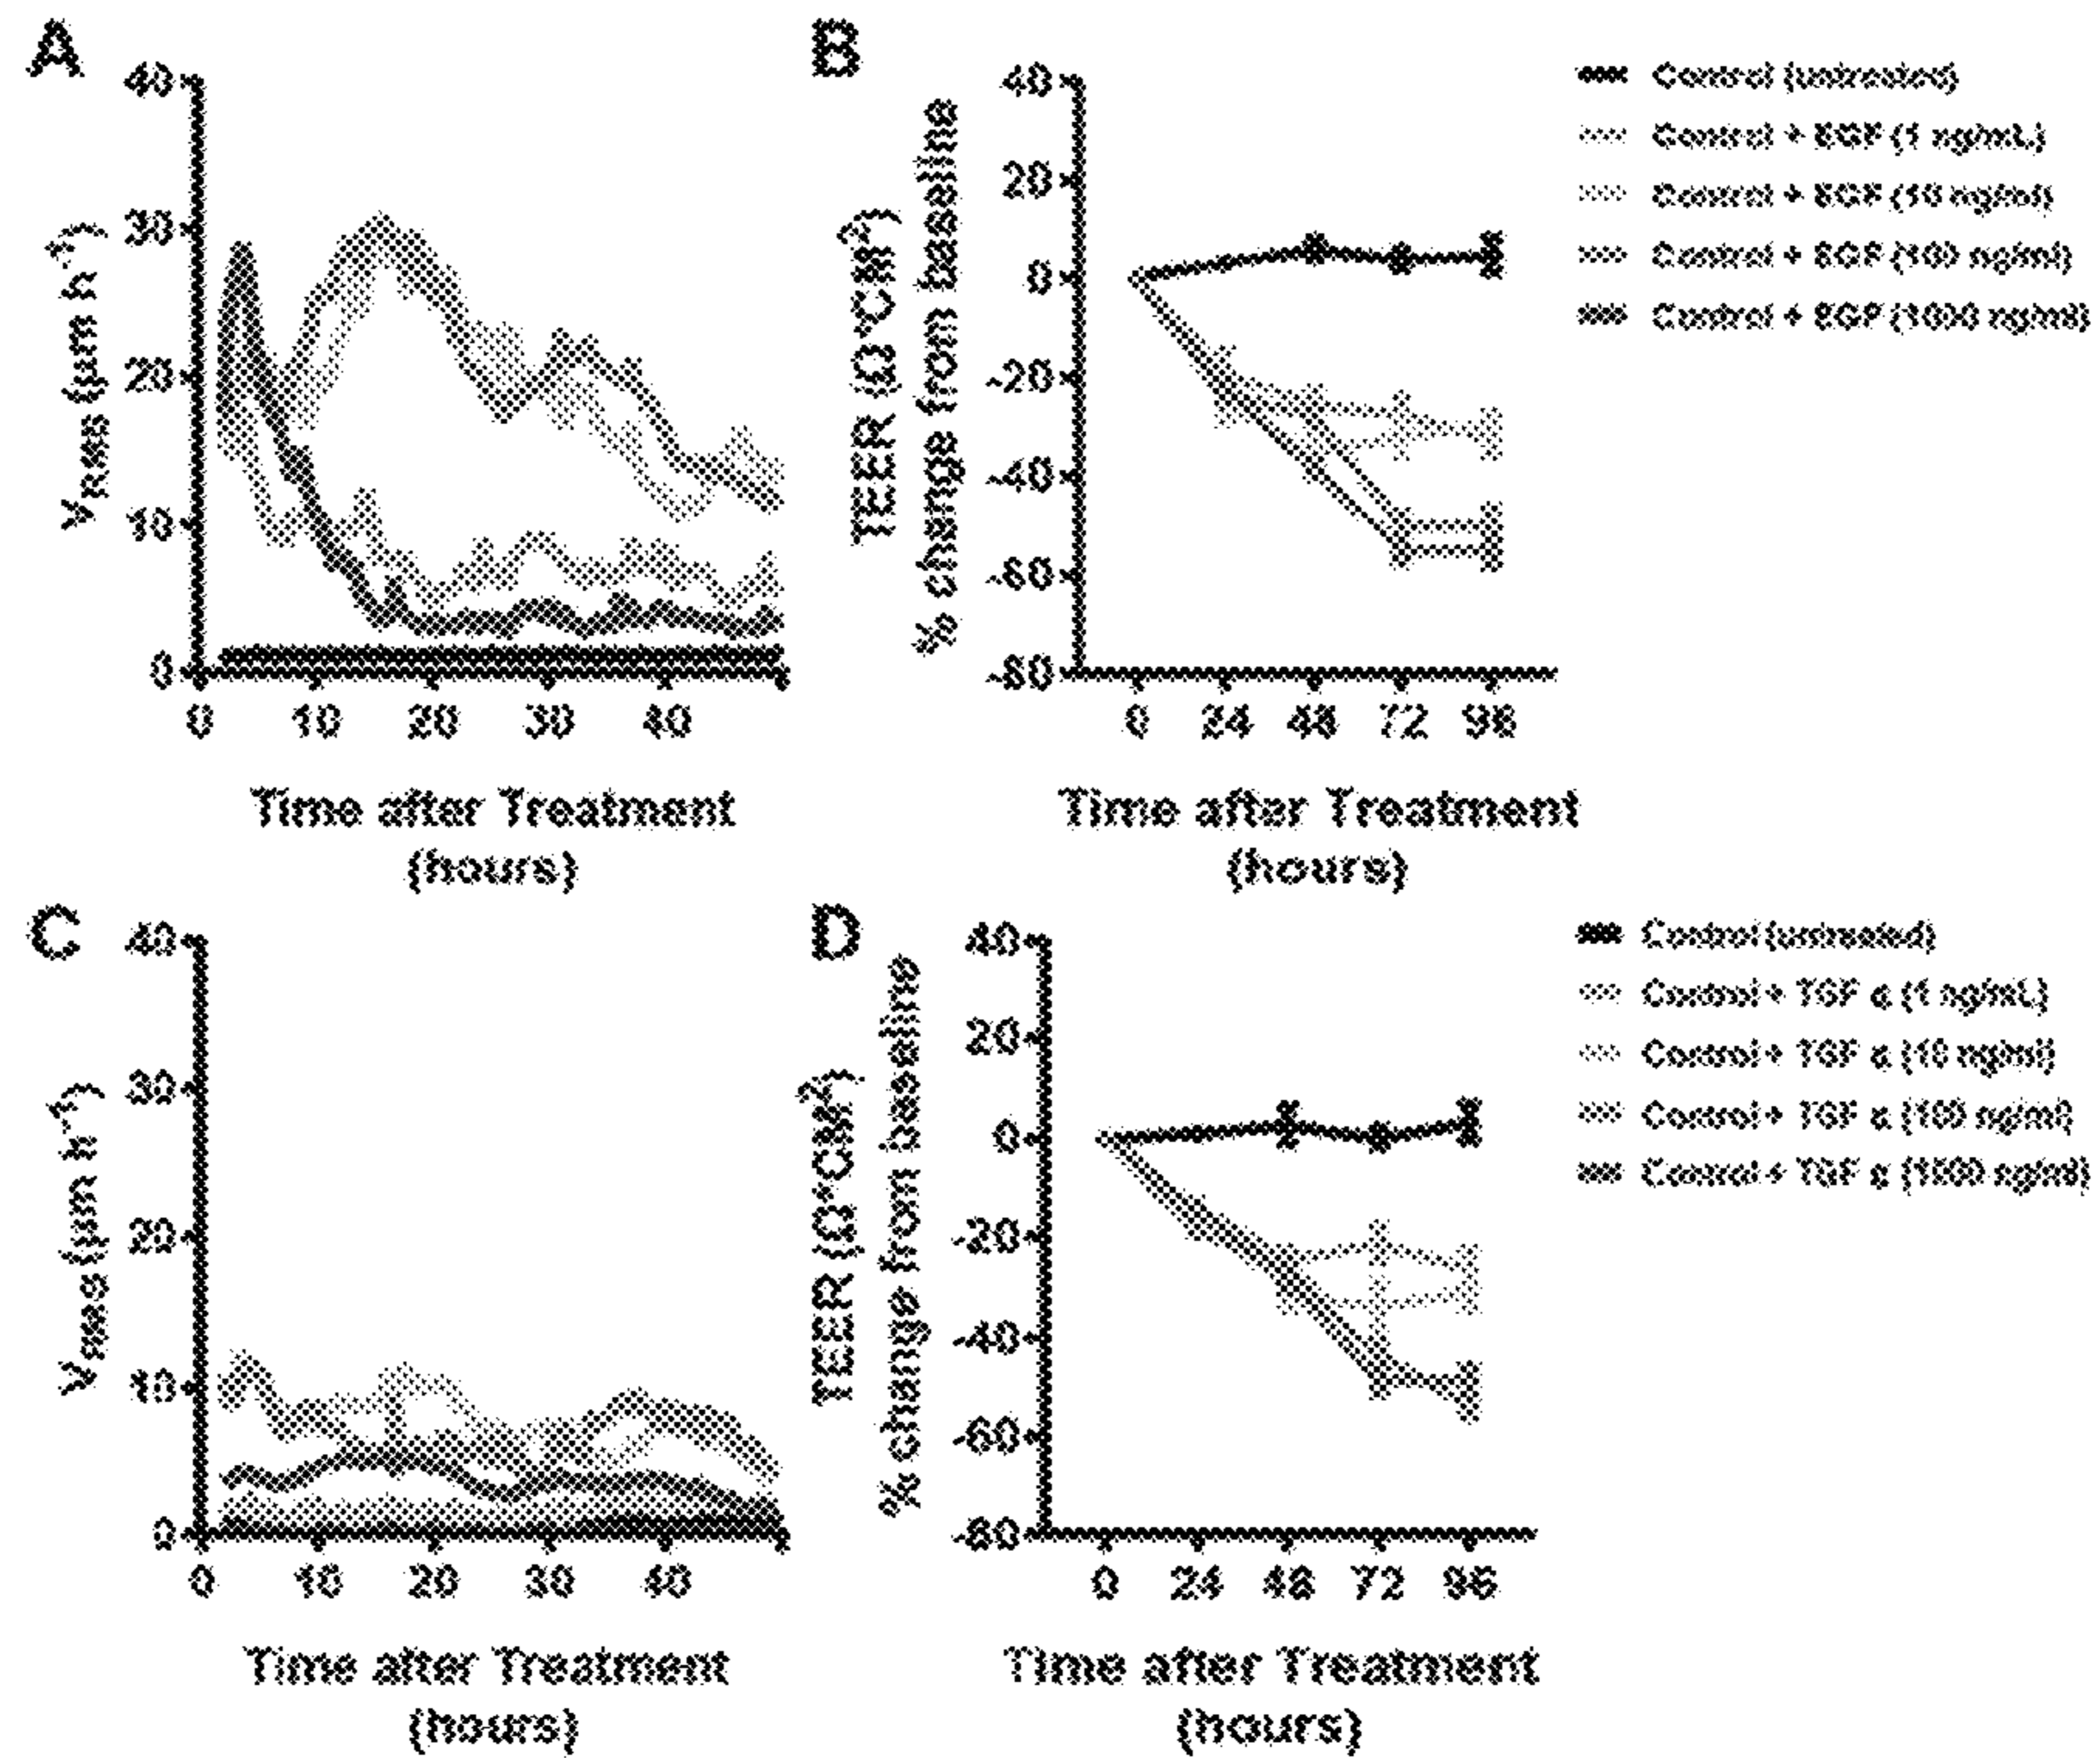 A
40
30
20
10
0
V_RMS (µm h⁻¹)
0 10 20 30 40
Time after Treatment
(hours)
B
40
20
0
-20
-40
-60
-80
TEER (Ω*CM²)
% change from baseline
0 24 48 72 96
Time after Treatment
(hours)
Control (untreated)
Control + EGF (1 ng/mL)
Control + EGF (10 ng/ml)
Control + EGF (100 ng/ml)
Control + EGF (1000 ng/ml)
C
40
30
20
10
0
V_RMS (µm h⁻¹)
0 10 20 30 40
Time after Treatment
(hours)
D
40
20
0
-20
-40
-60
-80
TEER (Ω*CM²)
% change from baseline
0 24 48 72 96
Time after Treatment
(hours)
Control (untreated)
Control + TGF α (1 ng/mL)
Control + TGF α (10 ng/ml)
Control + TGF α (100 ng/ml)
Control + TGF α (1000 ng/ml)